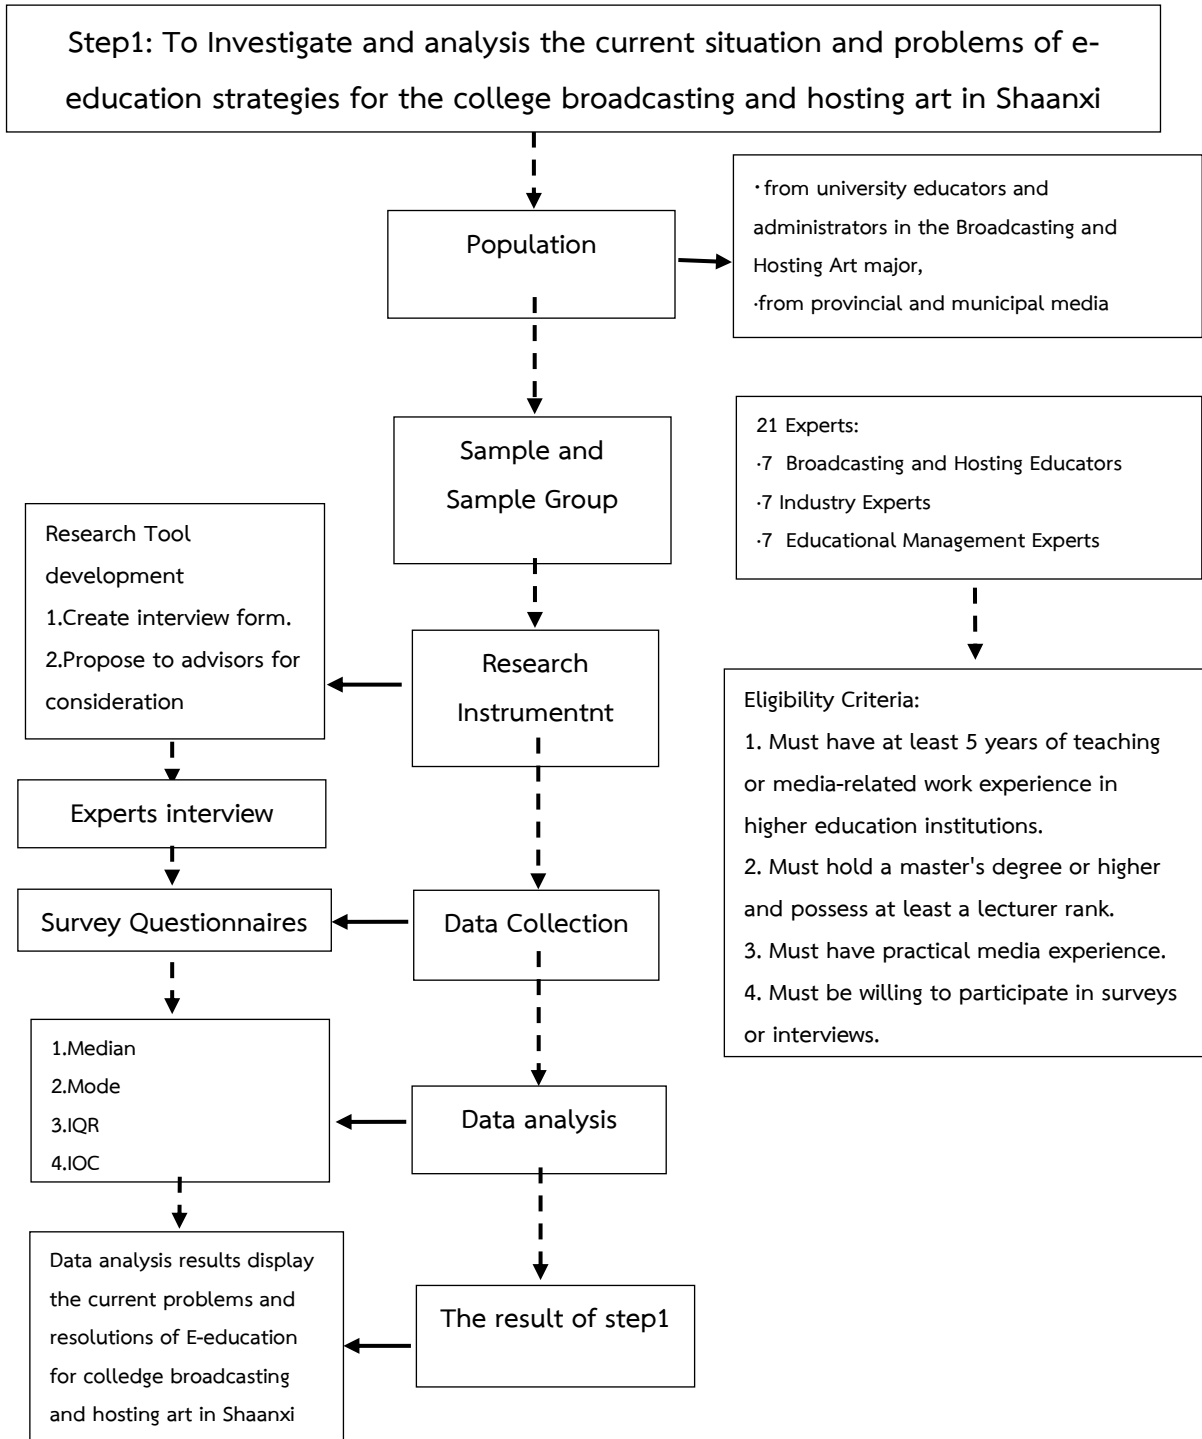 Step1: To Investigate and analysis the current situation and problems of e-
education strategies for the college broadcasting and hosting art in Shaanxi
Population
·from university educators and
administrators in the Broadcasting and
Hosting Art major,
·from provincial and municipal media
Sample and
Sample Group
21 Experts:
·7 Broadcasting and Hosting Educators
·7 Industry Experts
·7 Educational Management Experts
Research Tool
development
1.Create interview form.
2.Propose to advisors for
consideration
Research
Instrumentnt
Eligibility Criteria:
1. Must have at least 5 years of teaching
or media-related work experience in
higher education institutions.
2. Must hold a master's degree or higher
and possess at least a lecturer rank.
3. Must have practical media experience.
4. Must be willing to participate in surveys
or interviews.
Experts interview
Survey Questionnaires
Data Collection
1.Median
2.Mode
3.IQR
4.IOC
Data analysis
Data analysis results display
the current problems and
resolutions of E-education
for colledge broadcasting
and hosting art in Shaanxi
The result of step1